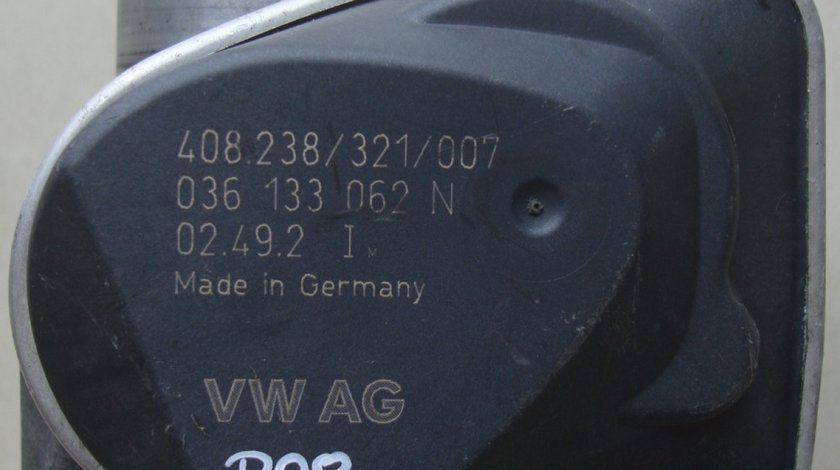 408.238/321/007
036 133 062 N
02.49.2 I M
Made in Germany
VW AG